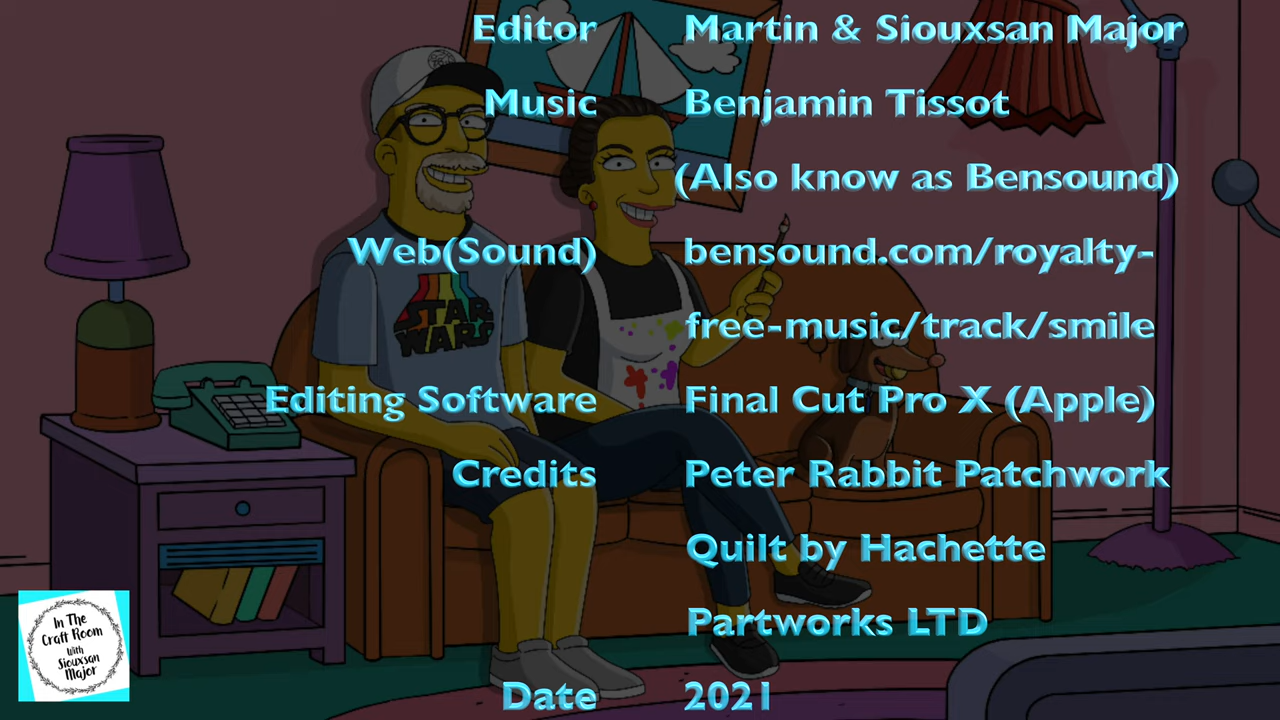 Editor Martin & Siouxsan Major
Music Benjamin Tissot
(Also know as Bensound)
Web(Sound) bensound.com/royalty-
free-music/track/smile
Editing Software Final Cut Pro X (Apple)
Credits Peter Rabbit Patchwork
Quilt by Hachette
Partworks LTD
Date 2021
STAR
WARS
In The
Craft Room
With
Siouxsan
Major